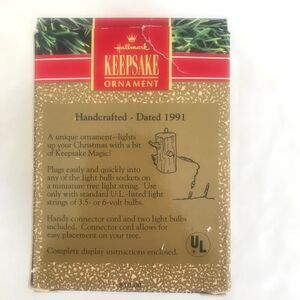 Hallmark
KEEPSAKE
ORNAMENT
Handcrafted - Dated 1991
A unique ornament—lights
up your Christmas with a bit
of Keepsake Magic!
Plugs easily and quickly into
any of the light bulb sockets on
a miniature tree light string. Use
only with standard U.L.-listed light
strings of 3.5- or 6-volt bulbs.
Handy connector cord and two light bulbs
included. Connector cord allows for
easy placement on your tree.
UL
Complete display instructions enclosed.